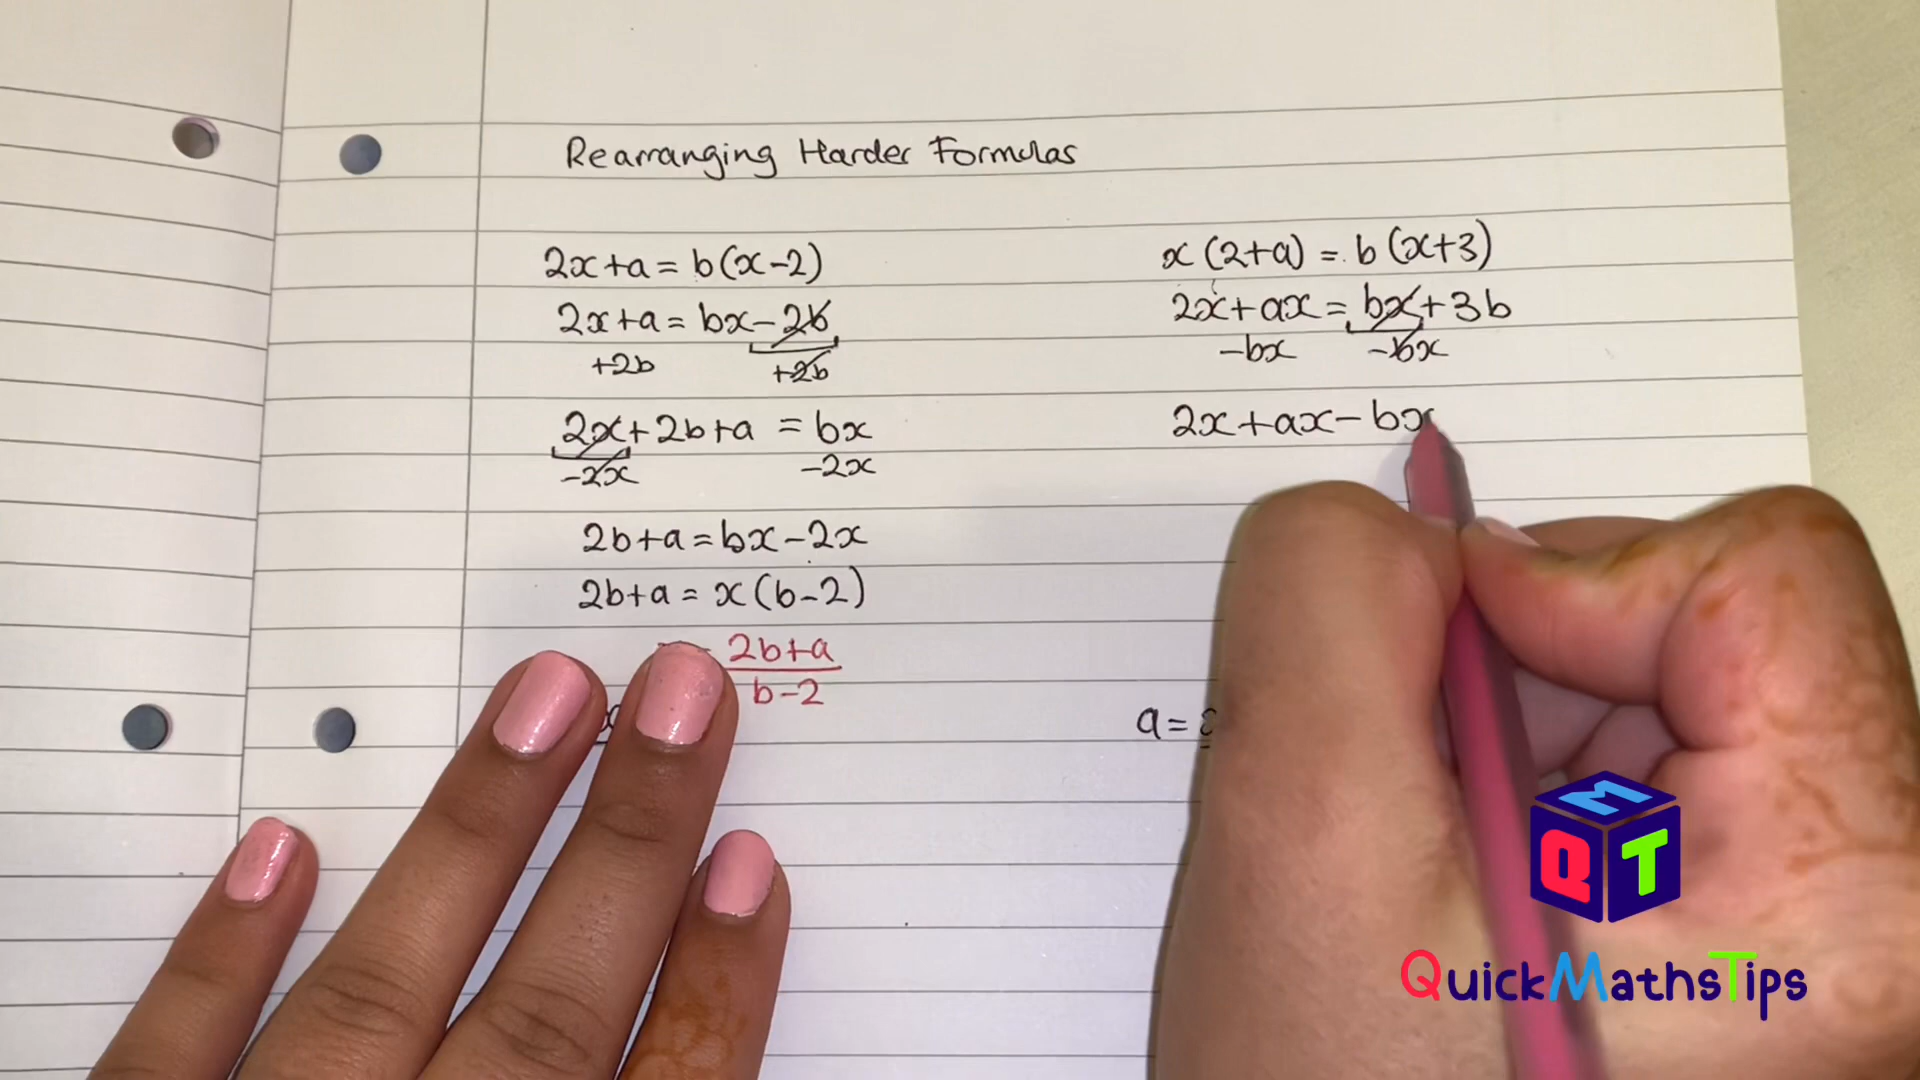 Rearranging Harder Formulas
2x+a = b(x-2)
2x+a = bx-2b
+2b +2b
2x+2b+a = bx
-2x -2x
2b+a = bx-2x
2b+a = x(b-2)
2b+a
b-2
x(2+a) = b(x+3)
2x+ax = bx+3b
-bx -bx
2x+ax-bx
a =
M
Q T
QuickMathsTips